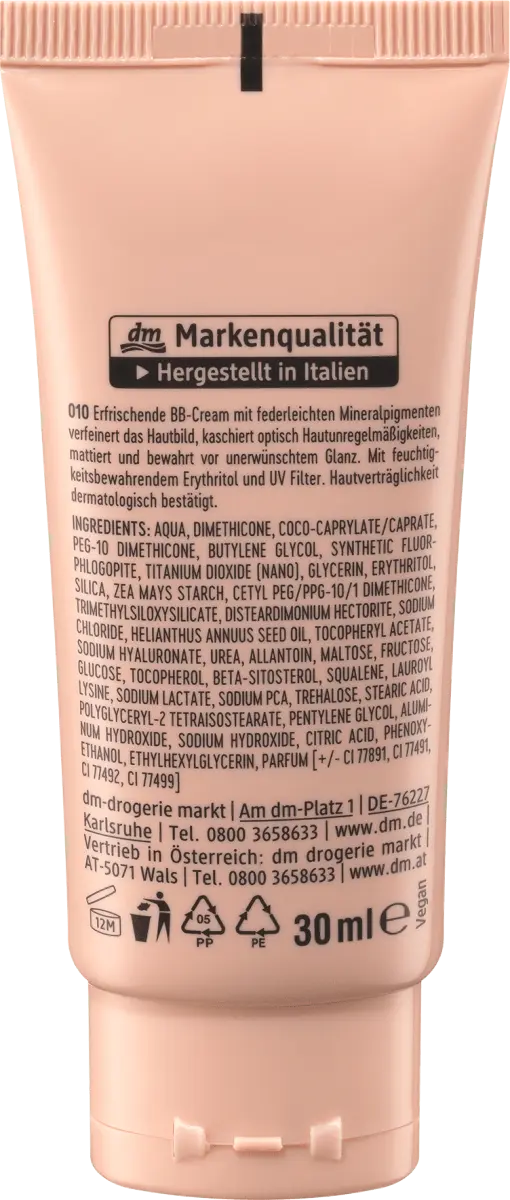 dm Markenqualität
▶ Hergestellt in Italien
010 Erfrischende BB-Cream mit federleichten Mineralpigmenten
verfeinert das Hautbild, kaschiert optisch Hautunregelmäßigkeiten,
mattiert und bewahrt vor unerwünschtem Glanz. Mit feuchtig-
keitsbewahrendem Erythritol und UV Filter. Hautverträglichkeit
dermatologisch bestätigt.
INGREDIENTS: AQUA, DIMETHICONE, COCO-CAPRYLATE/CAPRATE,
PEG-10 DIMETHICONE, BUTYLENE GLYCOL, SYNTHETIC FLUOR-
PHLOGOPITE, TITANIUM DIOXIDE [NANO], GLYCERIN, ERYTHRITOL,
SILICA, ZEA MAYS STARCH, CETYL PEG/PPG-10/1 DIMETHICONE,
TRIMETHYLSILOXYSILICATE, DISTEARDIMONIUM HECTORITE, SODIUM
CHLORIDE, HELIANTHUS ANNUUS SEED OIL, TOCOPHERYL ACETATE,
SODIUM HYALURONATE, UREA, ALLANTOIN, MALTOSE, FRUCTOSE,
GLUCOSE, TOCOPHEROL, BETA-SITOSTEROL, SQUALENE, LAUROYL
LYSINE, SODIUM LACTATE, SODIUM PCA, TREHALOSE, STEARIC ACID,
POLYGLYCERYL-2 TETRAISOSTEARATE, PENTYLENE GLYCOL, ALUMI-
NUM HYDROXIDE, SODIUM HYDROXIDE, CITRIC ACID, PHENOXY-
ETHANOL, ETHYLHEXYLGLYCERIN, PARFUM [+/- CI 77891, CI 77491,
CI 77492, CI 77499]
dm-drogerie markt | Am dm-Platz 1 | DE-76227
Karlsruhe | Tel. 0800 3658633 | www.dm.de |
Vertrieb in Österreich: dm drogerie markt |
AT-5071 Wals | Tel. 0800 3658633 | www.dm.at
12M
05
PP
PE
30 ml ℮
Vegan